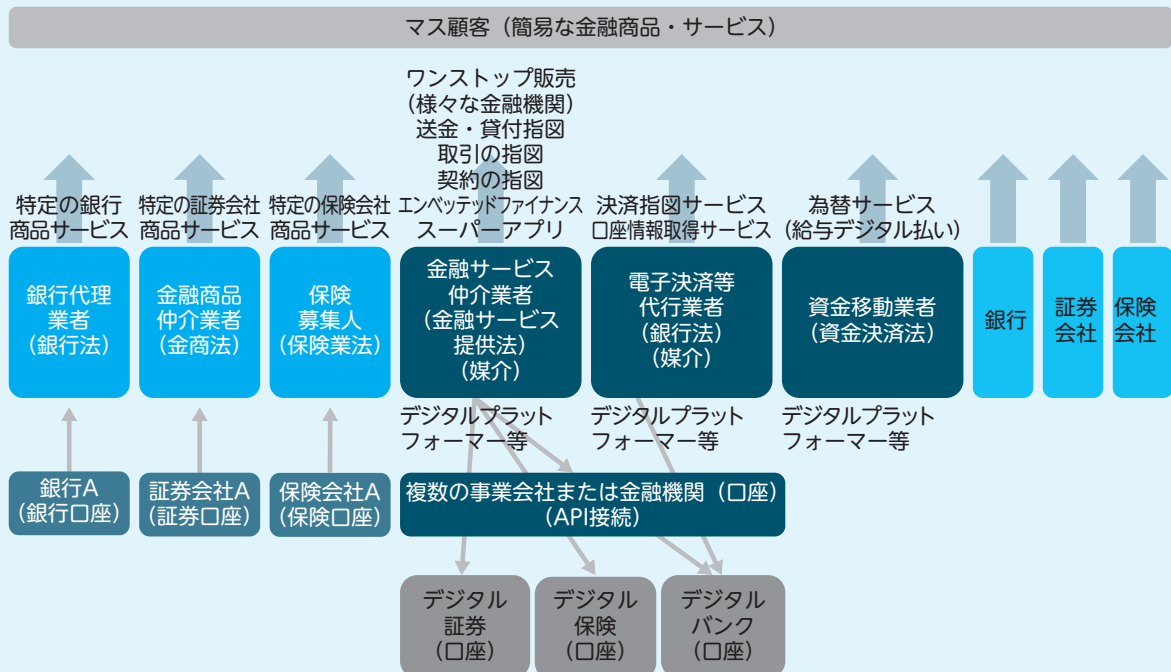 マス顧客（簡易な金融商品・サービス）
ワンストップ販売
（様々な金融機関）
送金・貸付指図
取引の指図
契約の指図
エンベッテッドファイナンス
スーパーアプリ
特定の銀行
商品サービス
特定の証券会社
商品サービス
特定の保険会社
商品サービス
決済指図サービス
口座情報取得サービス
為替サービス
（給与デジタル払い）
銀行代理
業者
（銀行法）
金融商品
仲介業者
（金商法）
保険
募集人
（保険業法）
金融サービス
仲介業者
（金融サービス
提供法）
（媒介）
電子決済等
代行業者
（銀行法）
（媒介）
資金移動業者
（資金決済法）
銀行
証券
会社
保険
会社
デジタルプラット
フォーマー等
デジタルプラット
フォーマー等
デジタルプラット
フォーマー等
銀行A
（銀行口座）
証券会社A
（証券口座）
保険会社A
（保険口座）
複数の事業会社または金融機関（口座）
（API接続）
デジタル
証券
（口座）
デジタル
保険
（口座）
デジタル
バンク
（口座）